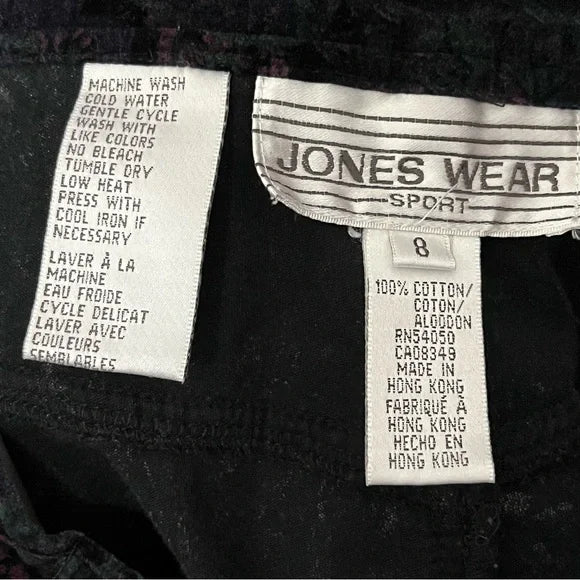 MACHINE WASH
COLD WATER
GENTLE CYCLE
WASH WITH
LIKE COLORS
NO BLEACH
TUMBLE DRY
LOW HEAT
PRESS WITH
COOL IRON IF
NECESSARY
LAVER À LA
MACHINE
EAU FROIDE
CYCLE DELICAT
LAVER AVEC
COULEURS
SEMBLABLES
JONES WEAR
SPORT
8
100% COTTON/
COTON/
ALGODON
RN54050
CA08349
MADE IN
HONG KONG
FABRIQUÉ À
HONG KONG
HECHO EN
HONG KONG